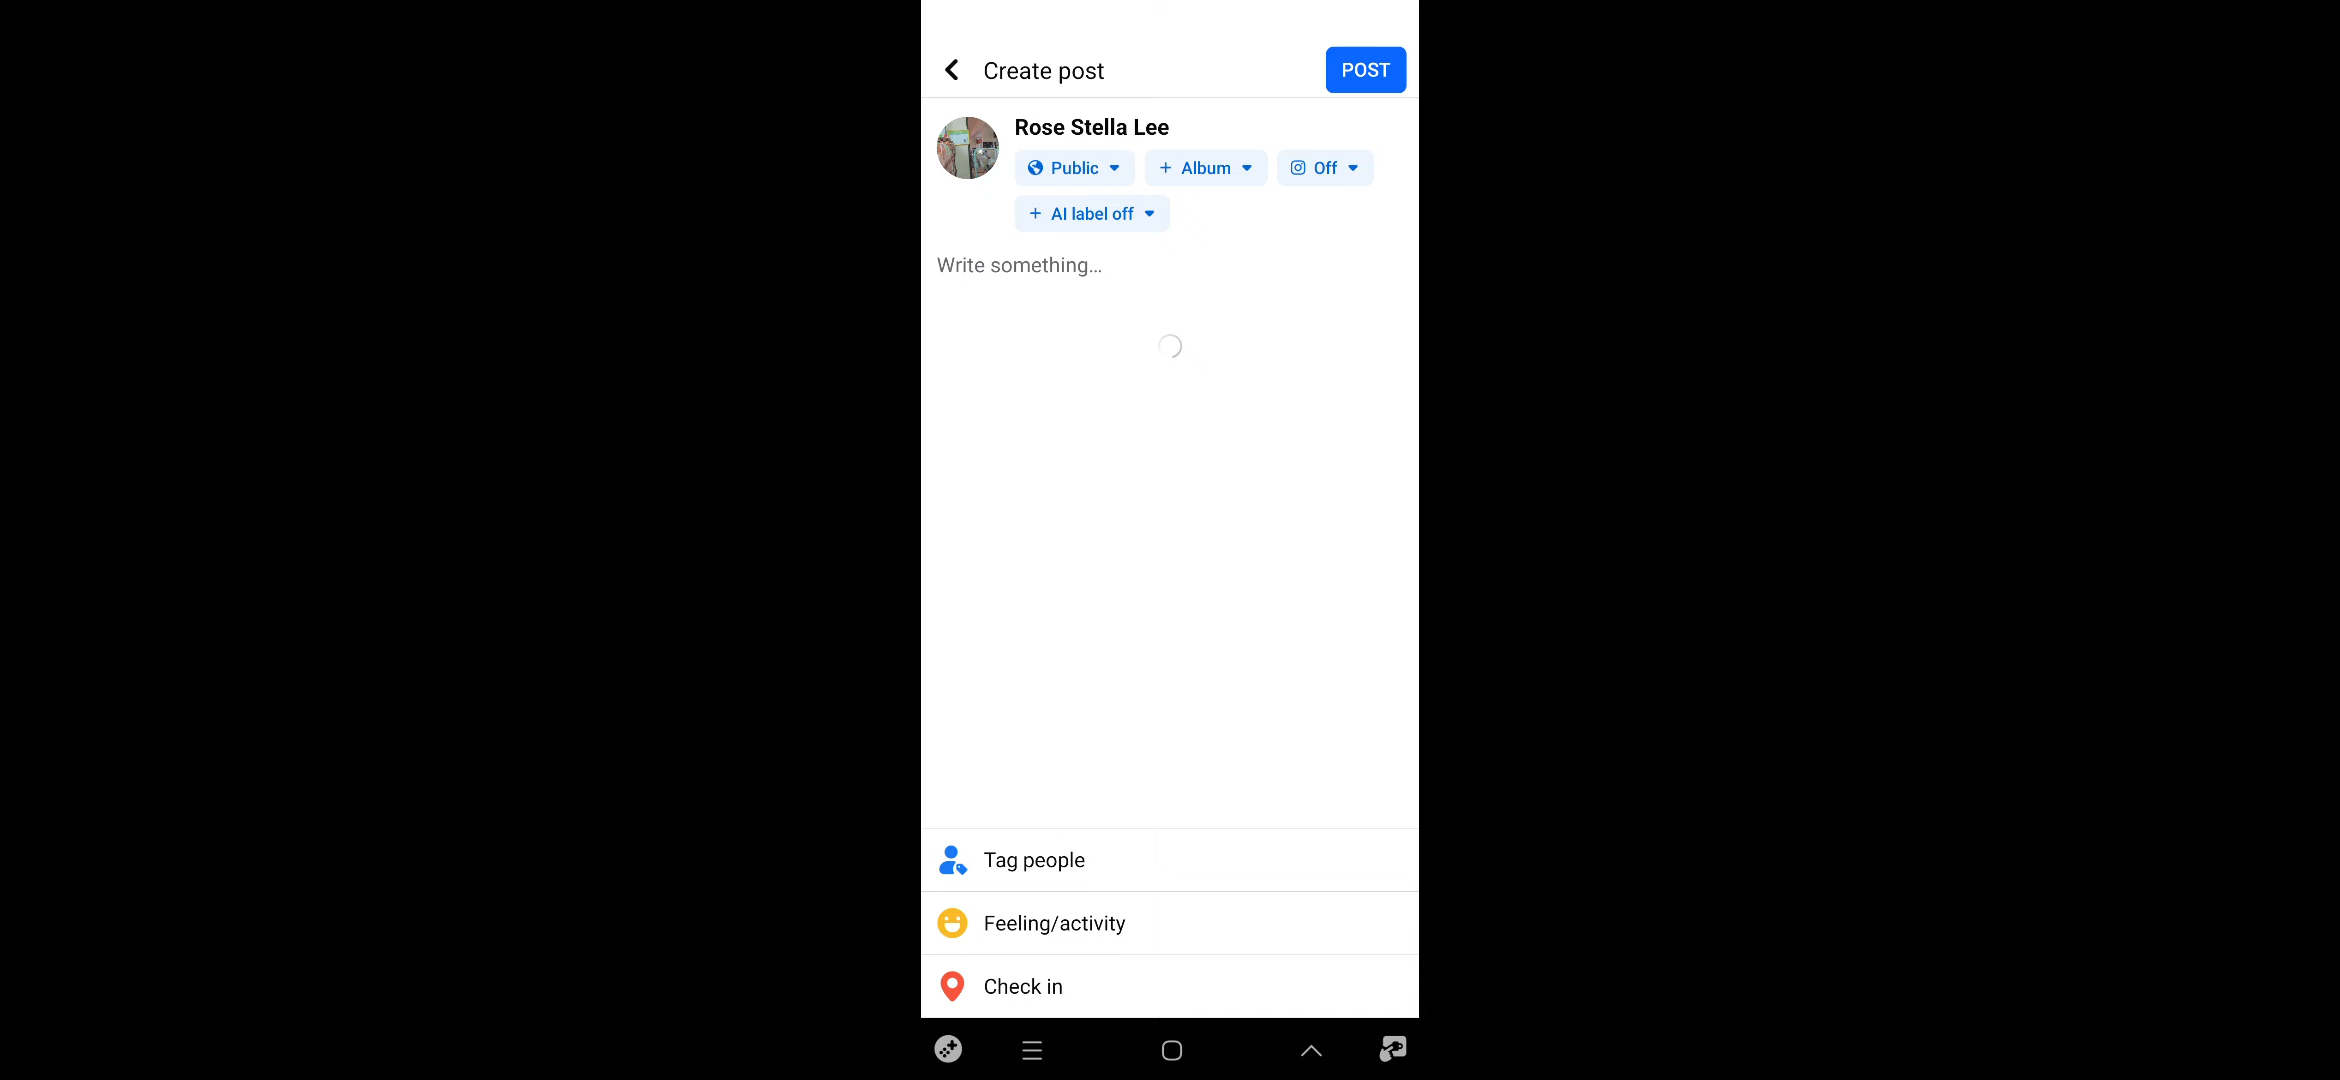 Create post
POST
Rose Stella Lee
Public
+ Album
Off
+ AI label off
Write something...
Tag people
Feeling/activity
Check in